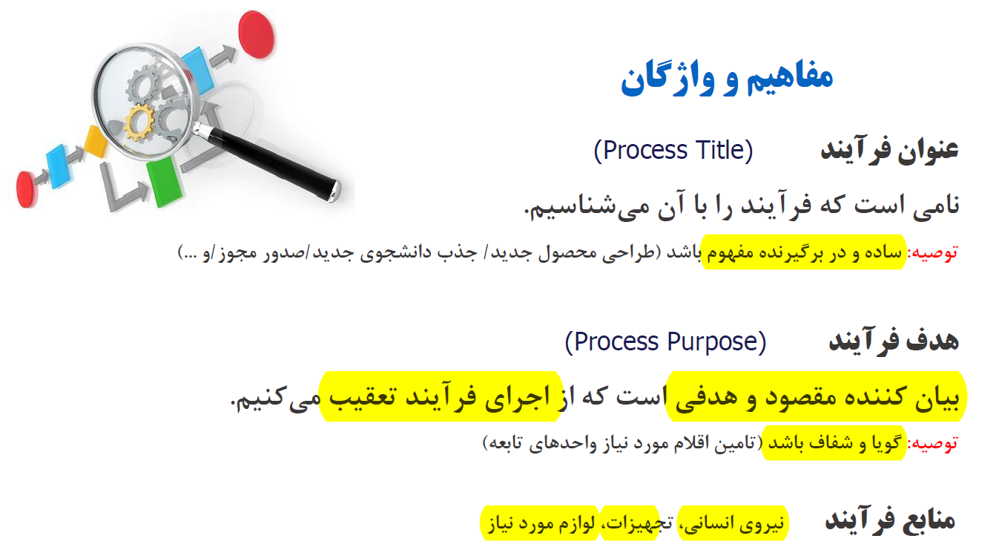 مفاهیم و واژگان
عنوان فرآیند (Process Title)
نامی است که فرآیند را با آن می‌شناسیم.
توصیه: ساده و در برگیرنده مفهوم باشد (طراحی محصول جدید/ جذب دانشجوی جدید/صدور مجوز/و ...)
هدف فرآیند (Process Purpose)
بیان کننده مقصود و هدفی است که از اجرای فرآیند تعقیب می‌کنیم.
توصیه: گویا و شفاف باشد (تامین اقلام مورد نیاز واحدهای تابعه)
منابع فرآیند نیروی انسانی، تجهیزات، لوازم مورد نیاز